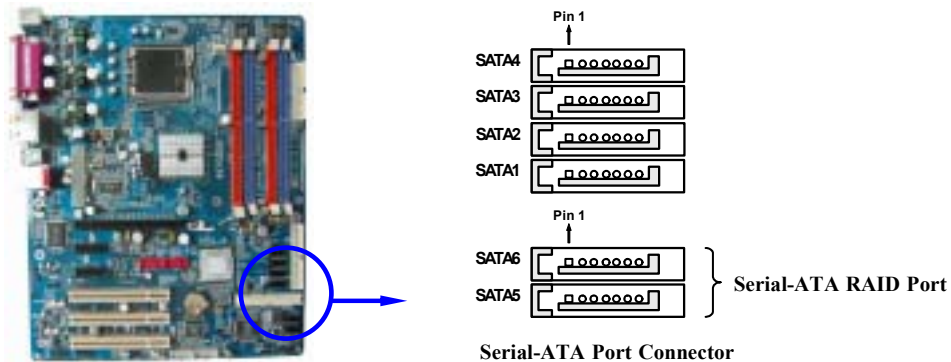 Pin 1
SATA4
SATA3
SATA2
SATA1
Pin 1
SATA6
SATA5
Serial-ATA RAID Port
Serial-ATA Port Connector